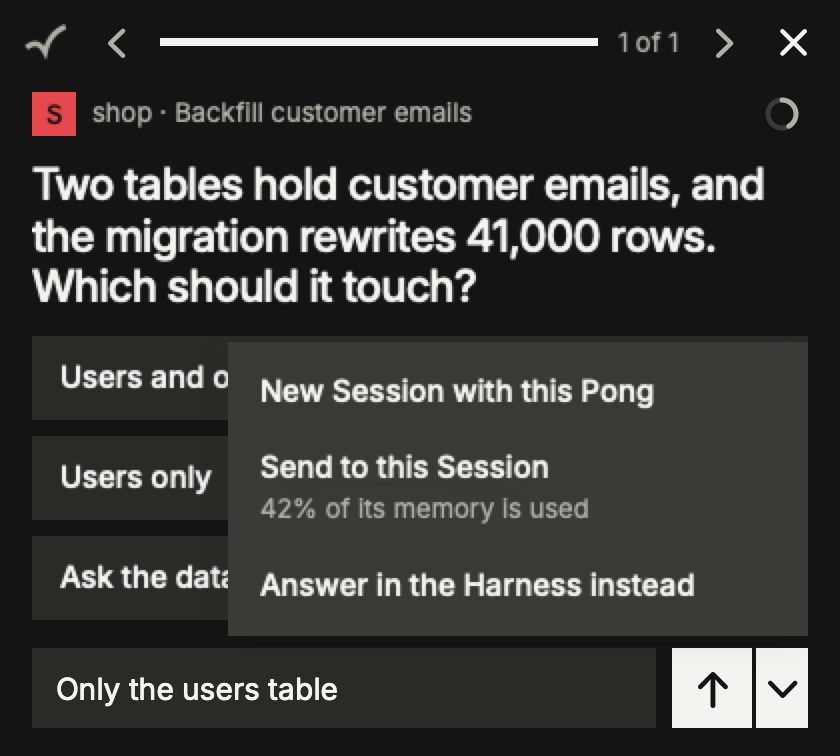 1 of 1
S
shop · Backfill customer emails
Two tables hold customer emails, and
the migration rewrites 41,000 rows.
Which should it touch?
Users and
Users only
Ask the
New Session with this Pong
Send to this Session
42% of its memory is used
Answer in the Harness instead
Only the users table